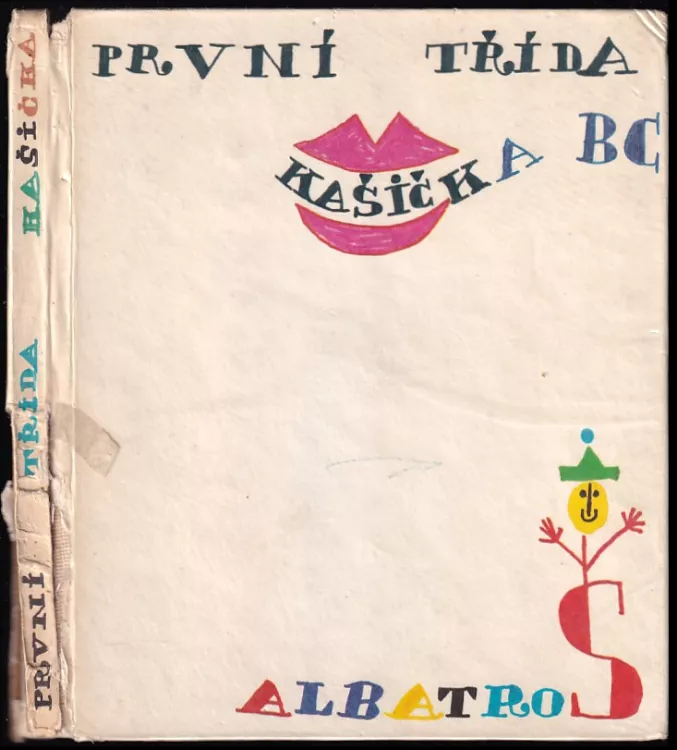 PRVNÍ TŘÍDA
KAŠIČKA BC
ALBATROS
PRVNÍ TŘÍDA KAŠIČKA